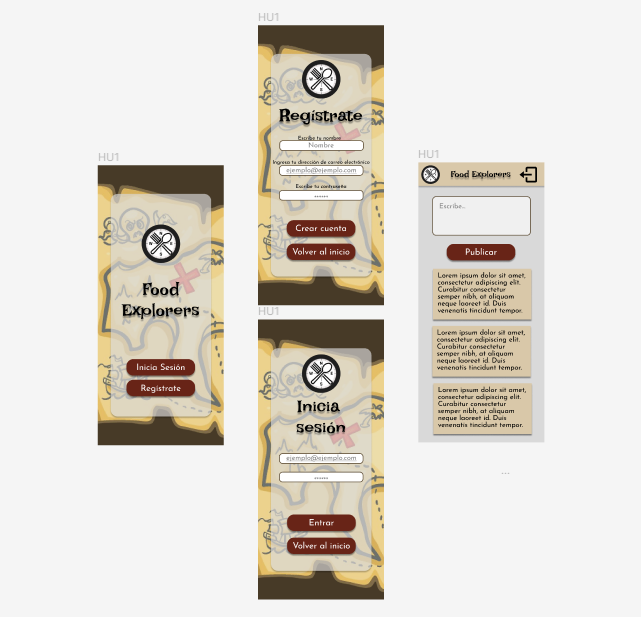 HU1
Food
Explorers
Inicia Sesión
Registrate
HU1
N
W E
S
Registrate
Escribe tu nombre
Nombre
Ingresa tu dirección de correo electrónico
ejemplo@ejemplo.com
Escribe tu contraseña
Crear cuenta
Volver al inicio
HU1
Inicia
sesión
ejemplo@ejemplo.com
Entrar
Volver al inicio
HU1
Food Explorers
Escribe...
Publicar
Lorem ipsum dolor sit amet,
consectetur adipiscing elit.
Curabitur consectetur
semper nibh, at aliquam
neque laoreet id. Duis
venenatis tincidunt tempor.
Lorem ipsum dolor sit amet,
consectetur adipiscing elit.
Curabitur consectetur
semper nibh, at aliquam
neque laoreet id. Duis
venenatis tincidunt tempor.
Lorem ipsum dolor sit amet,
consectetur adipiscing elit.
Curabitur consectetur
semper nibh, at aliquam
neque laoreet id. Duis
venenatis tincidunt tempor.
...